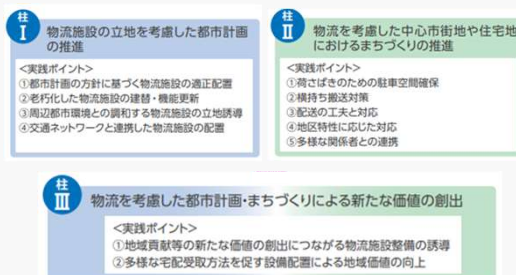 柱
I
物流施設の立地を考慮した都市計画
の推進
<実践ポイント>
①都市計画の方針に基づく物流施設の適正配置
②老朽化した物流施設の建替・機能更新
③周辺都市環境との調和する物流施設の立地誘導
④交通ネットワークと連携した物流施設の配置
柱
II
物流を考慮した中心市街地や住宅地
におけるまちづくりの推進
<実践ポイント>
①荷さばきのための駐車空間確保
②横持ち搬送対策
③配送の工夫と対応
④地区特性に応じた対応
⑤多様な関係者との連携
柱
III
物流を考慮した都市計画・まちづくりによる新たな価値の創出
<実践ポイント>
①地域貢献等の新たな価値の創出につながる物流施設整備の誘導
②多様な宅配受取方法を促す設備配置による地域価値の向上